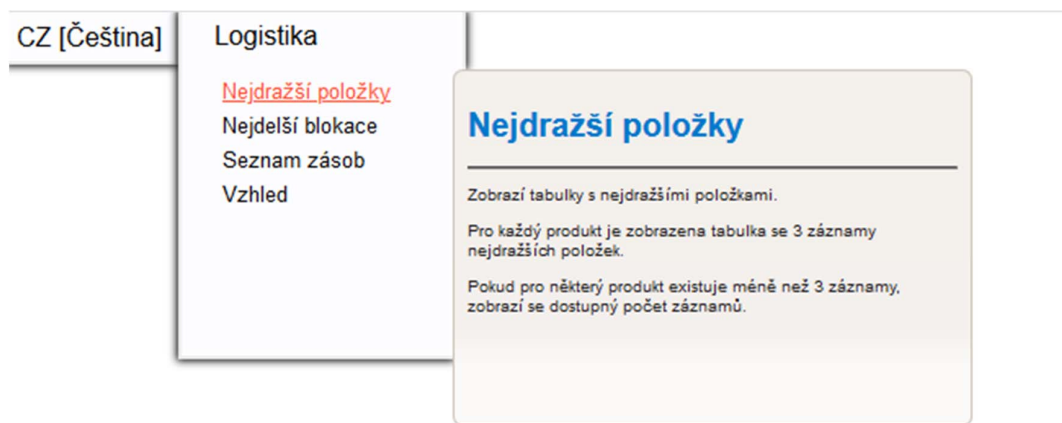 CZ [Čeština]
Logistika
Nejdražší položky
Nejdelší blokace
Seznam zásob
Vzhled
Nejdražší položky
Zobrazí tabulky s nejdražšími položkami.
Pro každý produkt je zobrazena tabulka se 3 záznamy
nejdražších položek.
Pokud pro některý produkt existuje méně než 3 záznamy,
zobrazí se dostupný počet záznamů.